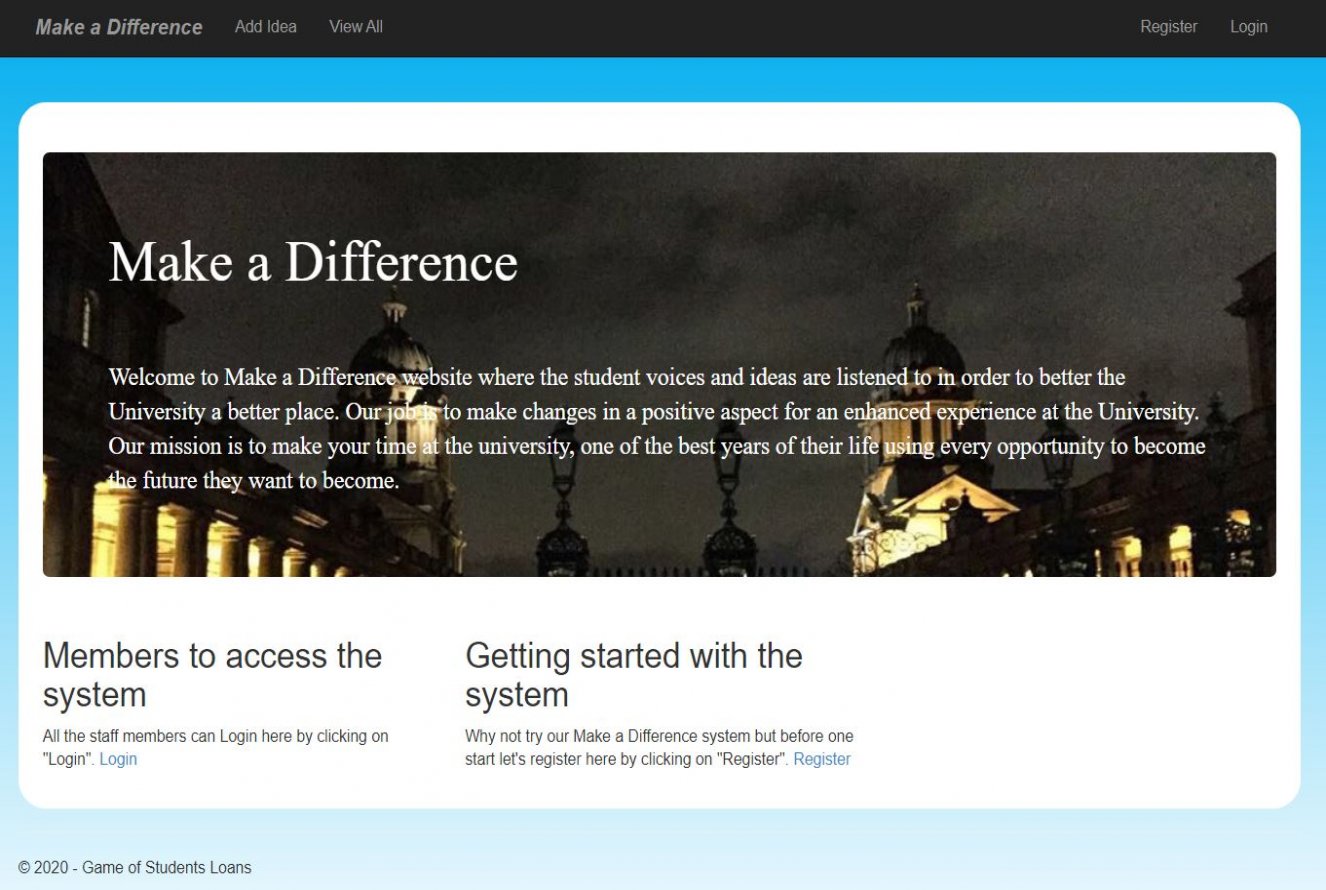 Make a Difference Add Idea View All Register Login
Make a Difference
Welcome to Make a Difference website where the student voices and ideas are listened to in order to better the
University a better place. Our job is to make changes in a positive aspect for an enhanced experience at the University.
Our mission is to make your time at the university, one of the best years of their life using every opportunity to become
the future they want to become.
Members to access the
system
All the staff members can Login here by clicking on
"Login". Login
Getting started with the
system
Why not try our Make a Difference system but before one
start let's register here by clicking on "Register". Register
© 2020 - Game of Students Loans